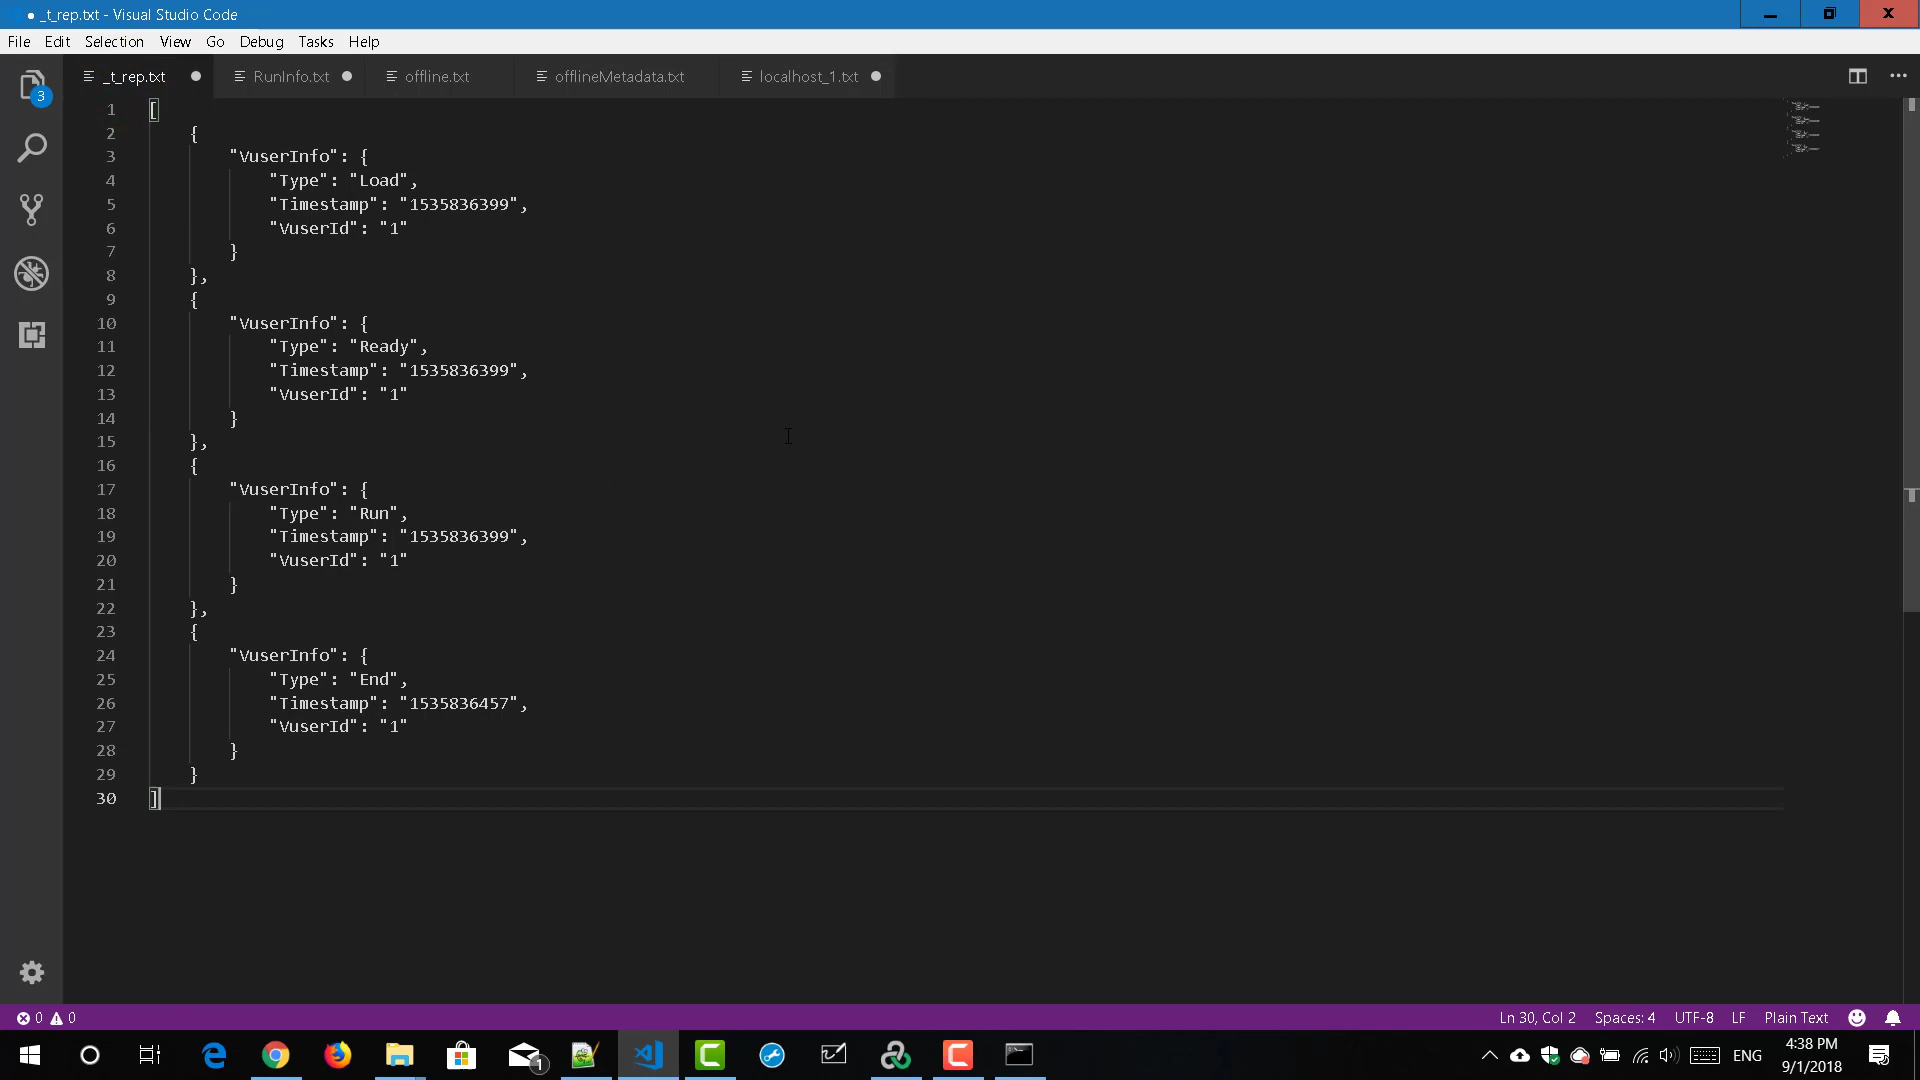 _t_rep.txt - Visual Studio Code
File Edit Selection View Go Debug Tasks Help
_t_rep.txt RunInfo.txt offline.txt offlineMetadata.txt localhost_1.txt
3
1 [
2 {
3 "VuserInfo": {
4 "Type": "Load",
5 "Timestamp": "1535836399",
6 "VuserId": "1"
7 }
8 },
9 {
10 "VuserInfo": {
11 "Type": "Ready",
12 "Timestamp": "1535836399",
13 "VuserId": "1"
14 }
15 },
16 {
17 "VuserInfo": {
18 "Type": "Run",
19 "Timestamp": "1535836399",
20 "VuserId": "1"
21 }
22 },
23 {
24 "VuserInfo": {
25 "Type": "End",
26 "Timestamp": "1535836457",
27 "VuserId": "1"
28 }
29 }
30 ]
0 0 Ln 30, Col 2 Spaces: 4 UTF-8 LF Plain Text
1 ENG 4:38 PM
9/1/2018